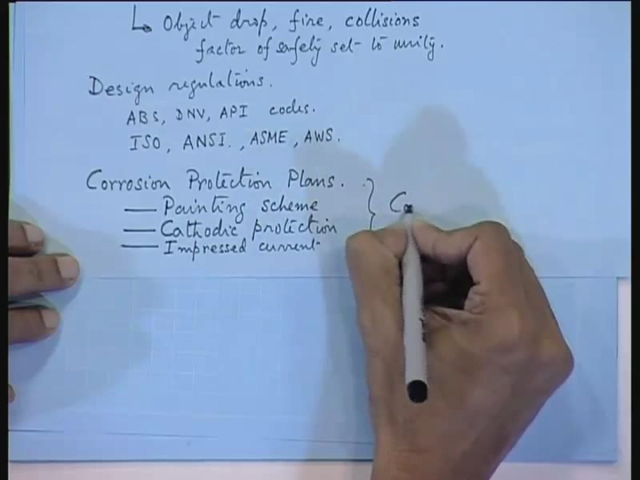 ↳ Object drop, fire, collisions
factor of safety set to unity.
Design regulations.
ABS, DNV, API codes.
ISO, ANSI., ASME, AWS.
Corrosion Protection Plans.
— Painting scheme
— Cathodic protection
— Impressed current
} Co